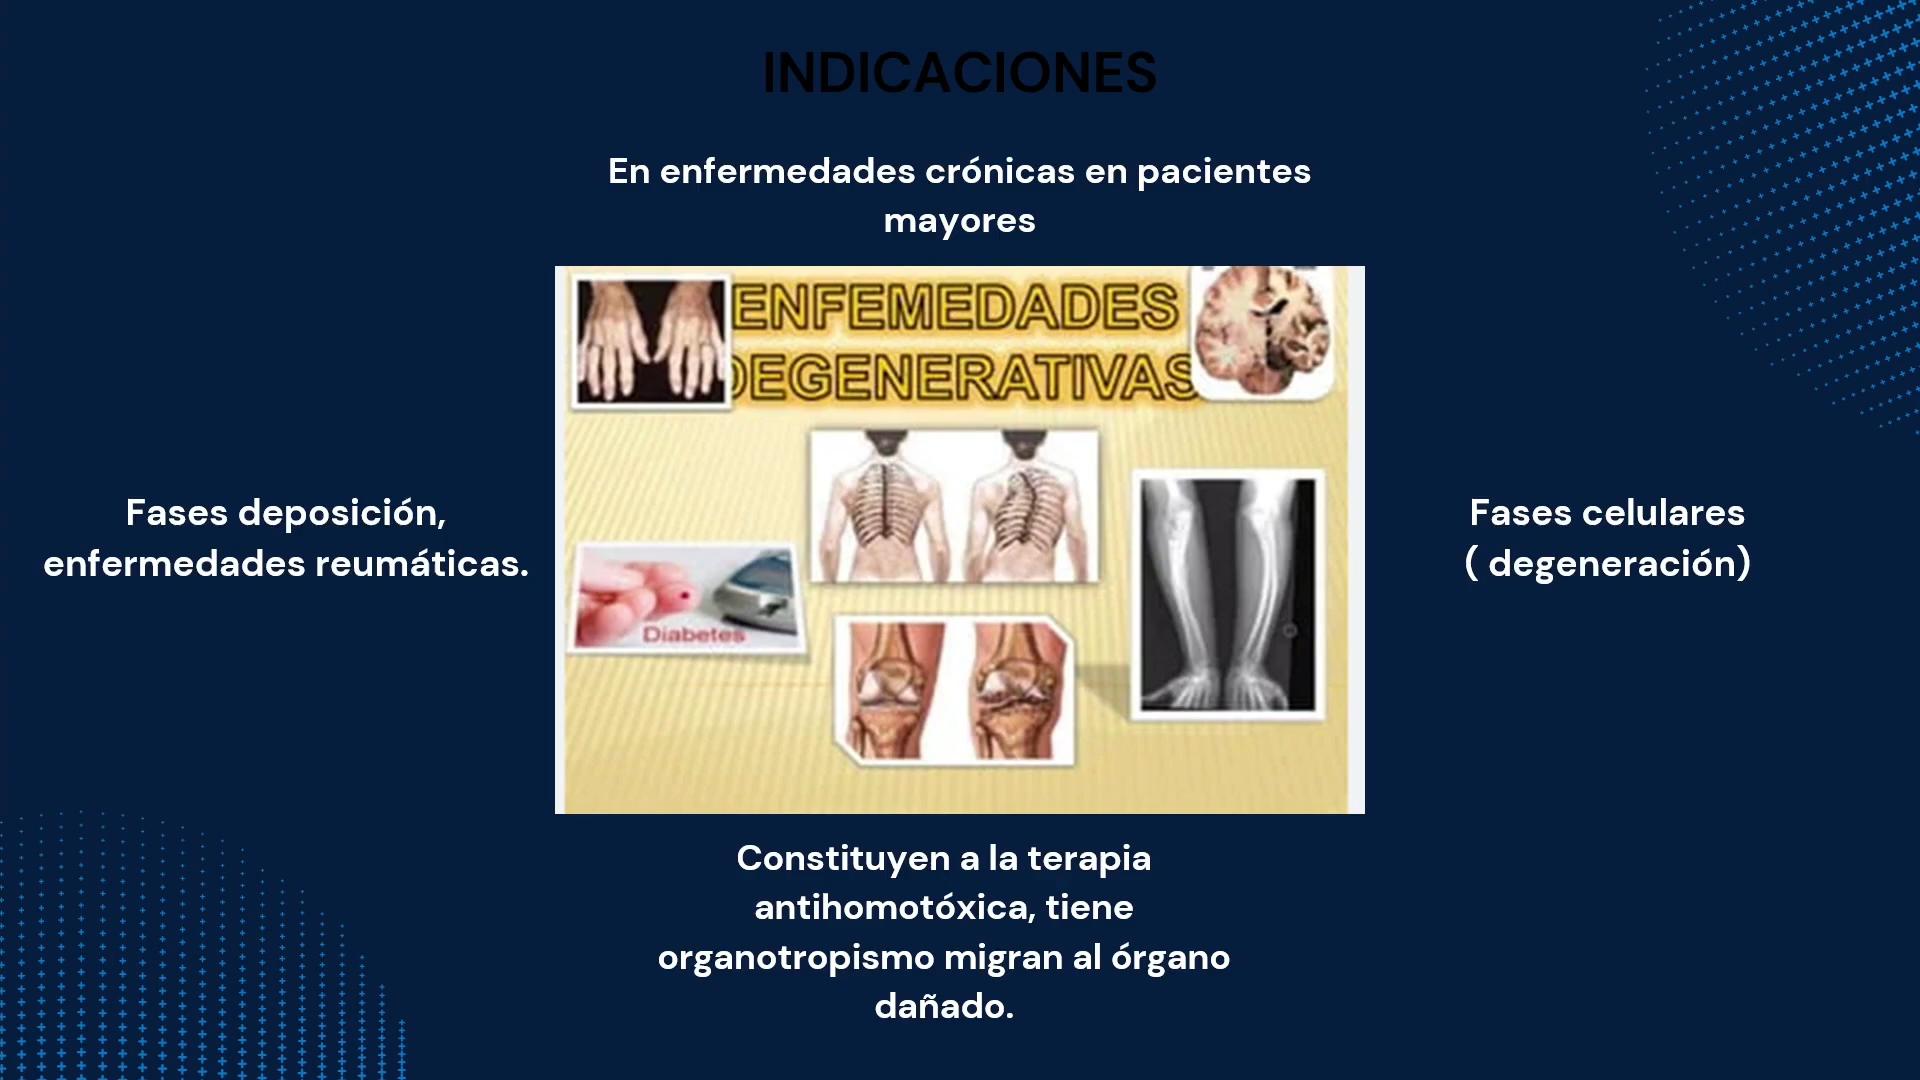 INDICACIONES
En enfermedades crónicas en pacientes
mayores
ENFEMEDADES
DEGENERATIVAS
Fases deposición,
enfermedades reumáticas.
Fases celulares
( degeneración)
Diabetes
Constituyen a la terapia
antihomotóxica, tiene
organotropismo migran al órgano
dañado.